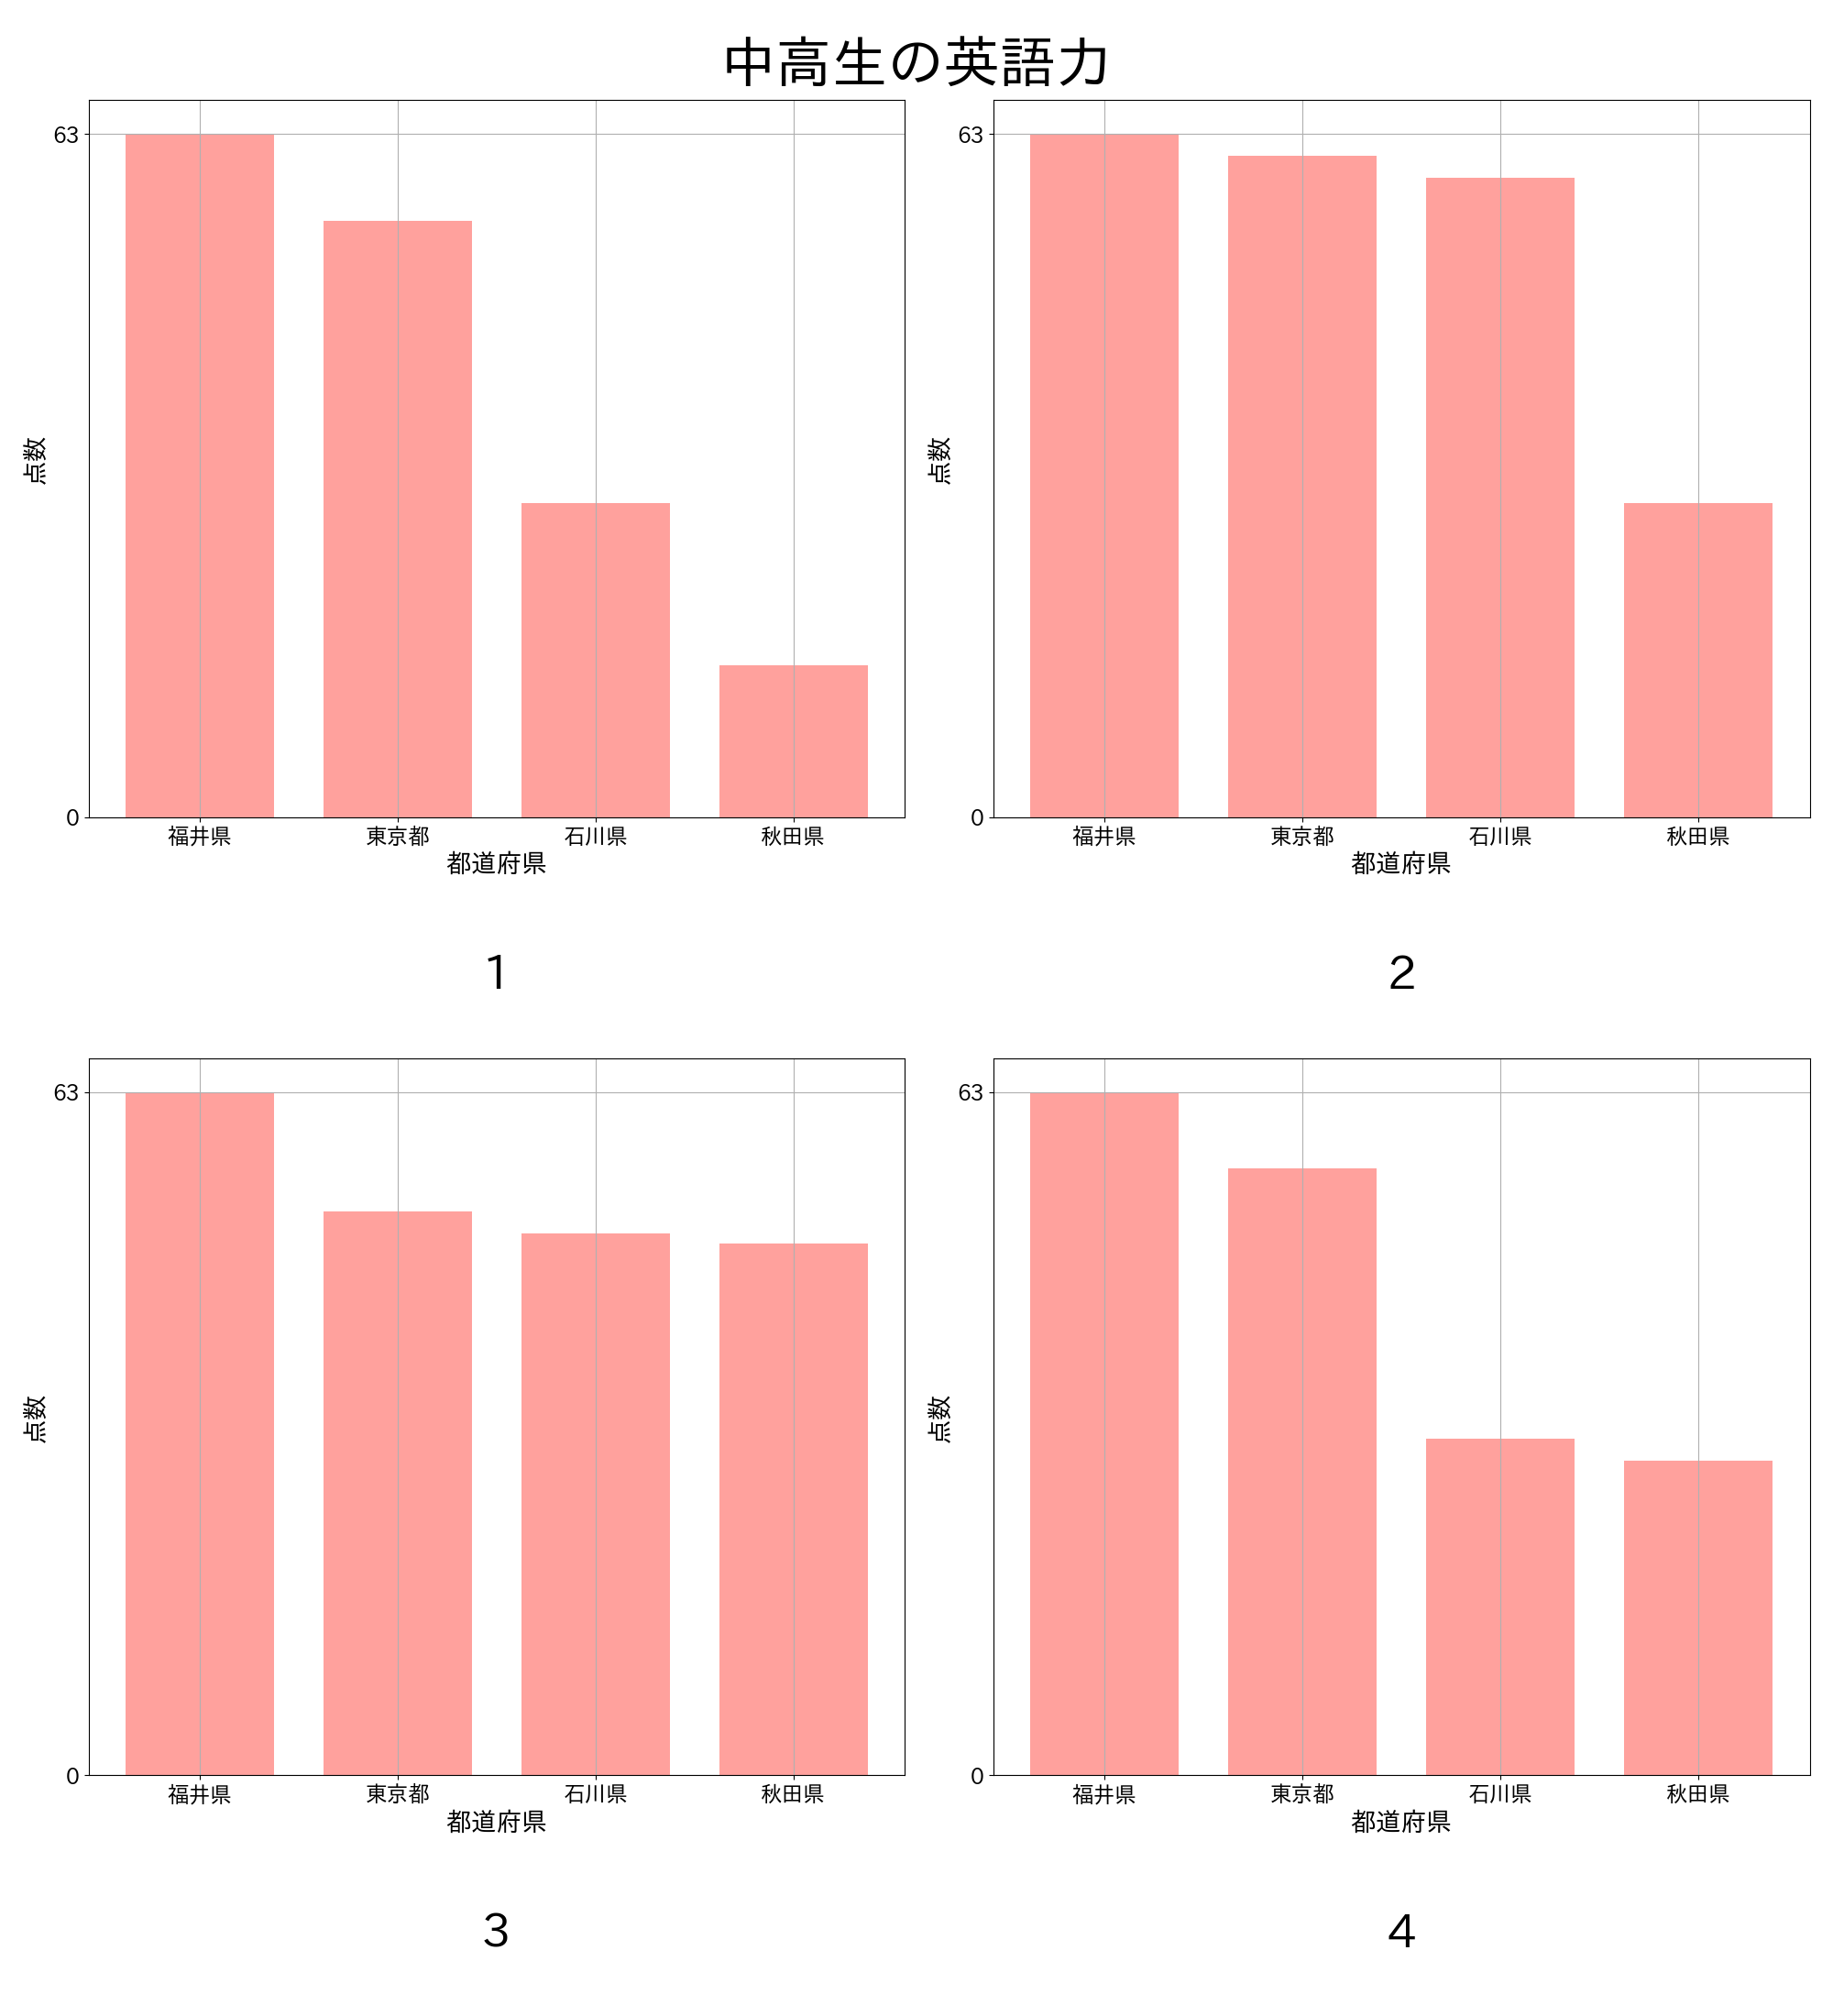 中高生の英語力
63
0
点数
福井県 東京都 石川県 秋田県
都道府県
1
63
0
点数
福井県 東京都 石川県 秋田県
都道府県
2
63
0
点数
福井県 東京都 石川県 秋田県
都道府県
3
63
0
点数
福井県 東京都 石川県 秋田県
都道府県
4